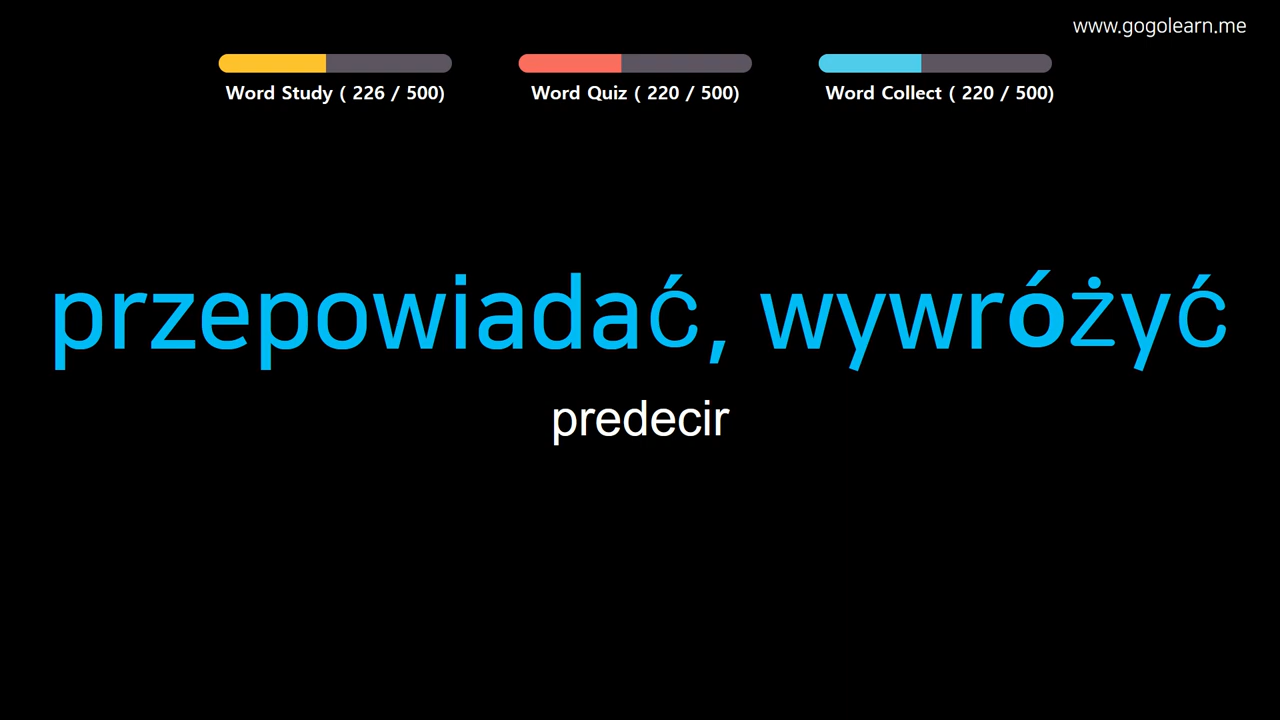 www.gogolearn.me
Word Study ( 226 / 500) Word Quiz ( 220 / 500) Word Collect ( 220 / 500)
przepowiadać, wywróżyć
predecir